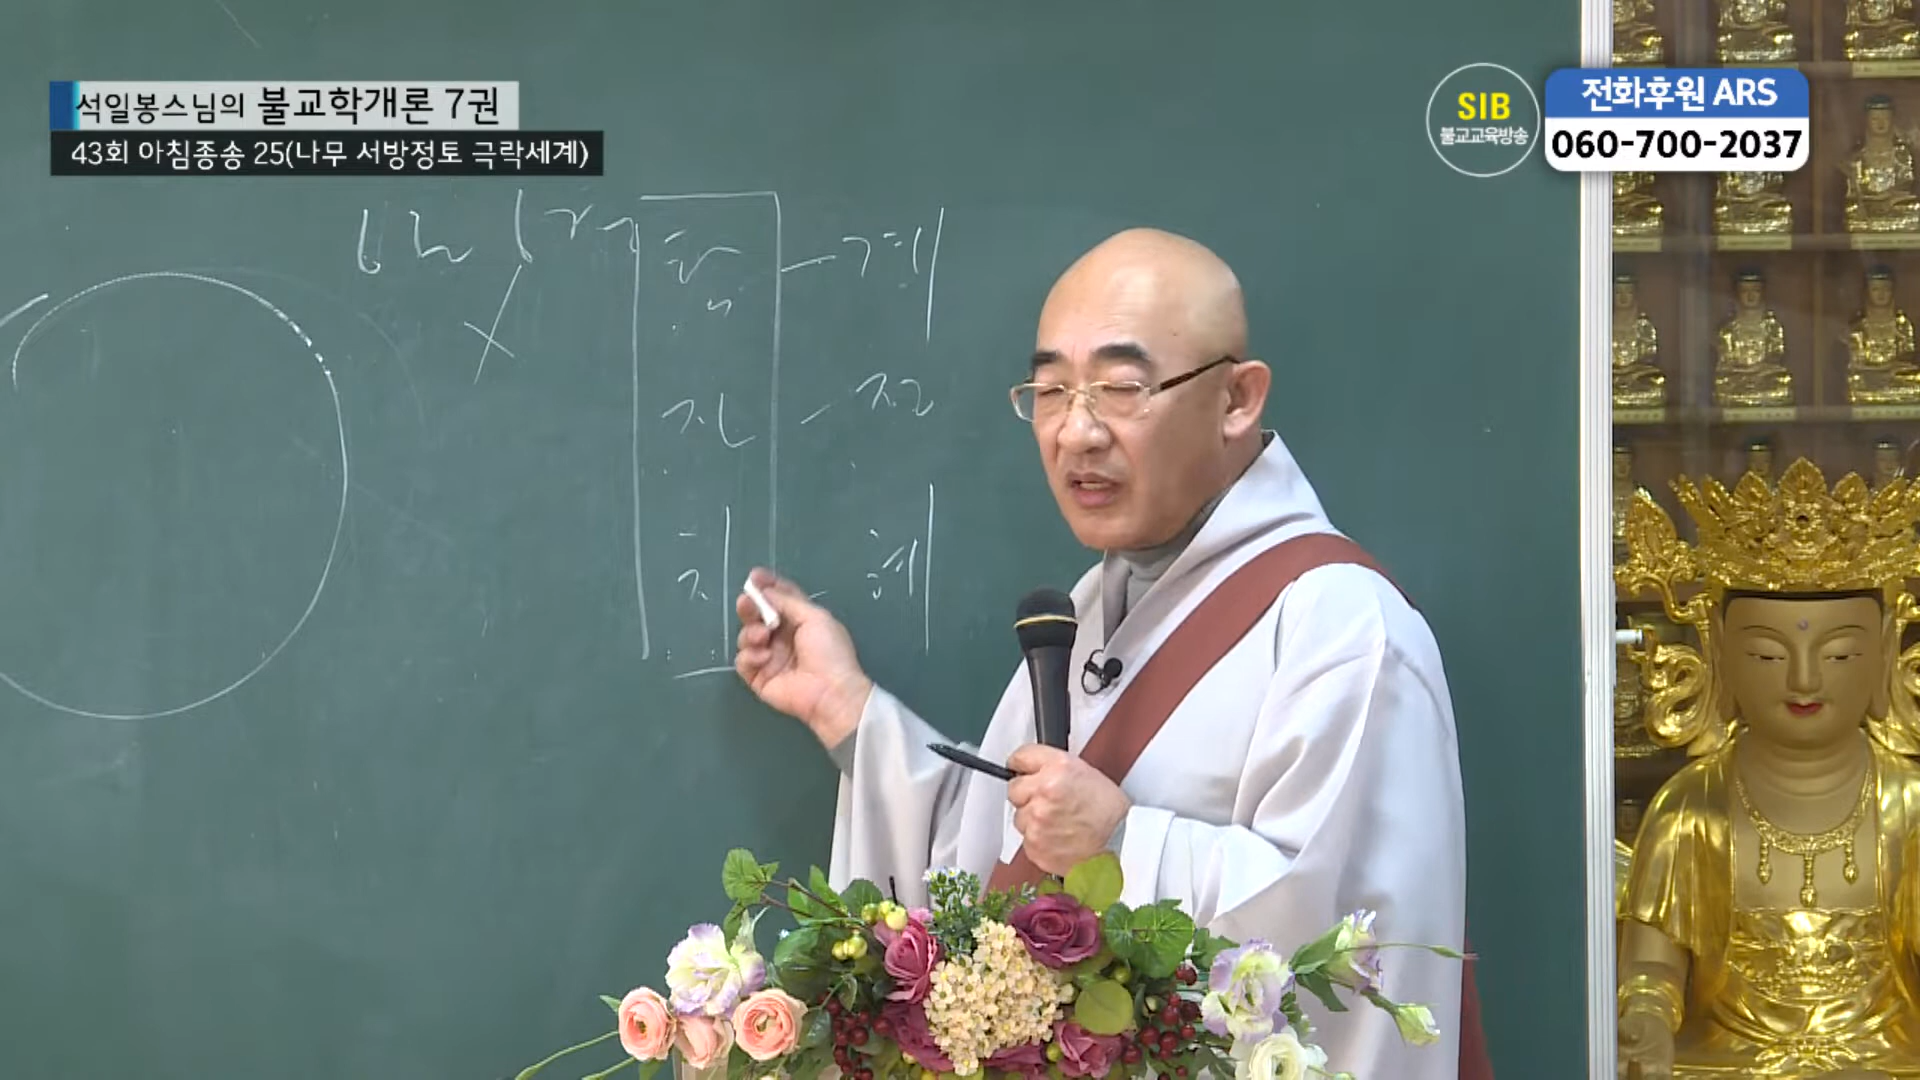 석일봉스님의 불교학개론 7권
43회 아침종송 25(나무 서방정토 극락세계)
SIB
불교교육방송
전화후원 ARS
060-700-2037
탐 - 계
진 - 정
치 - 혜